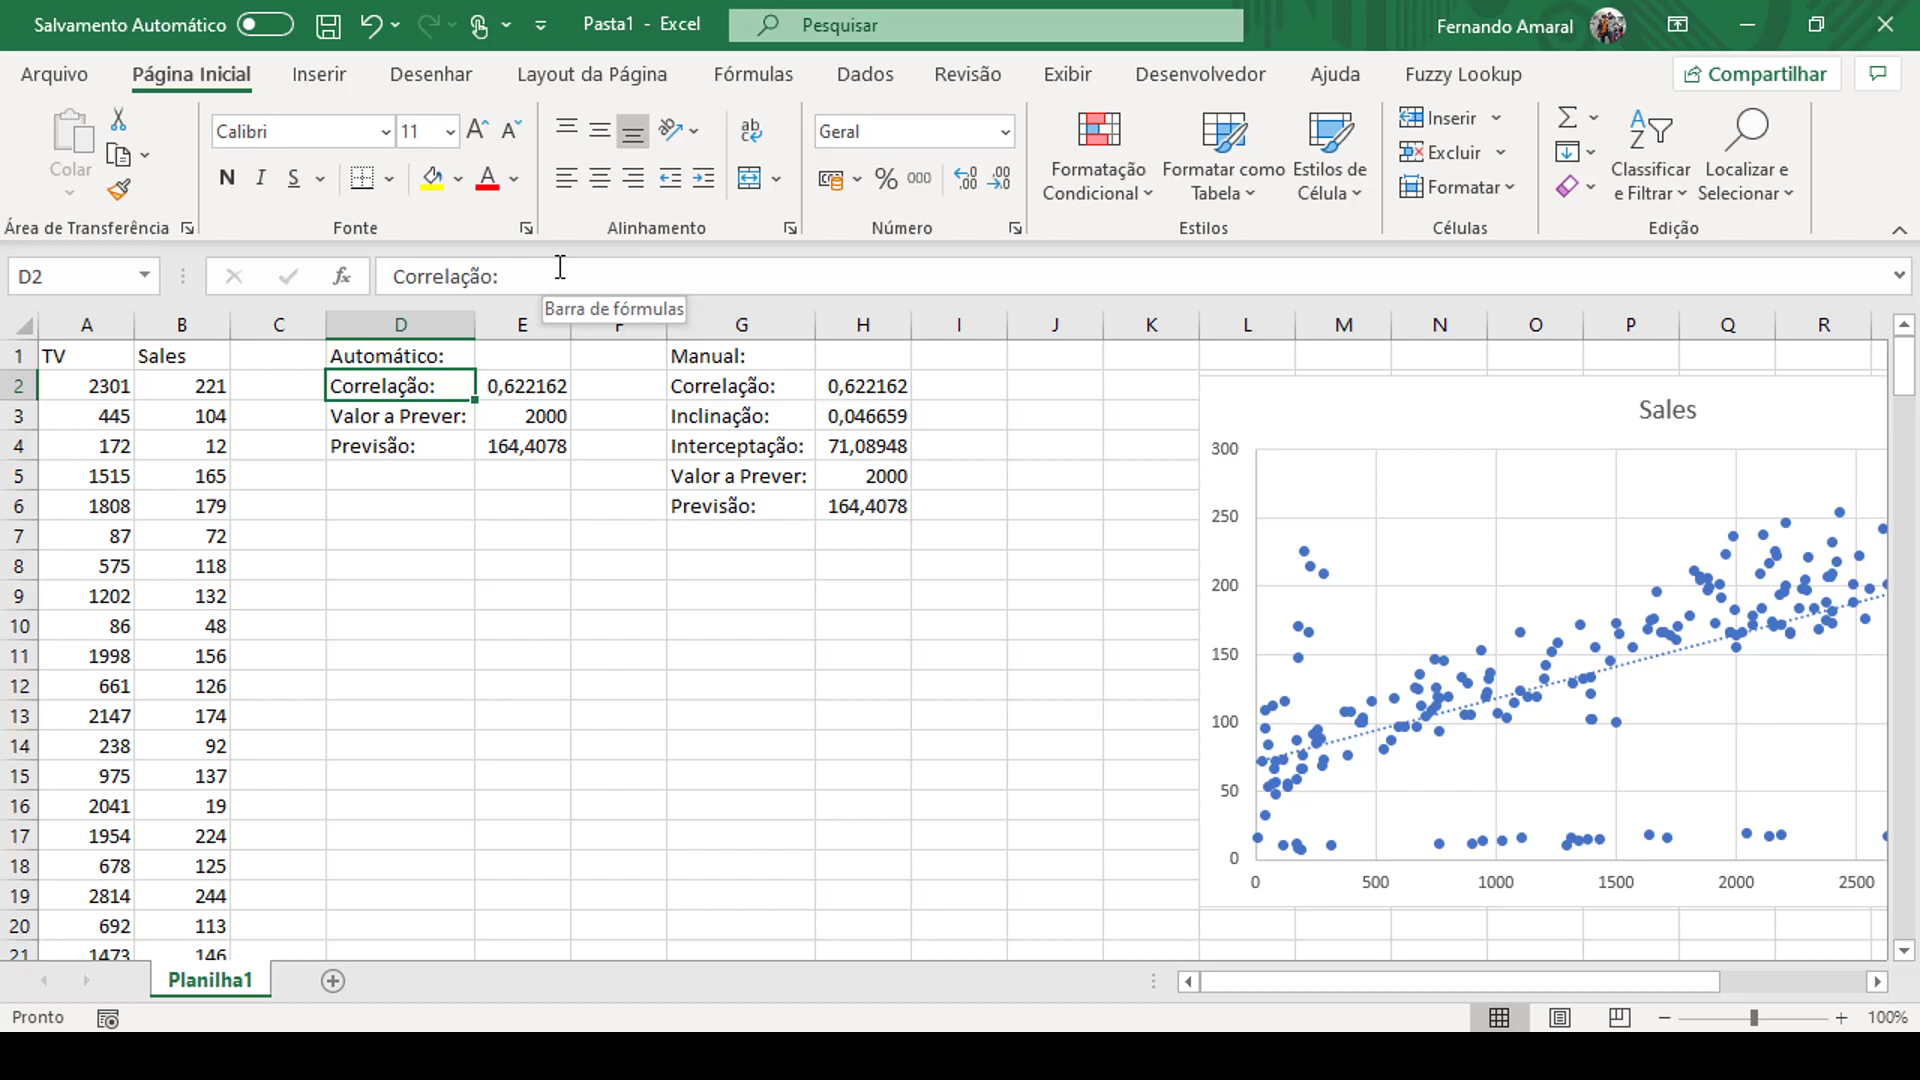 Salvamento Automático
Pasta1 - Excel
Pesquisar
Fernando Amaral
Arquivo Página Inicial Inserir Desenhar Layout da Página Fórmulas Dados Revisão Exibir Desenvolvedor Ajuda Fuzzy Lookup Compartilhar
Colar
Calibri 11
N I S
ab
Geral
% 000
Formatação Condicional
Formatar como Tabela
Estilos de Célula
Inserir
Excluir
Formatar
Classificar e Filtrar
Localizar e Selecionar
Área de Transferência Fonte Alinhamento Número Estilos Células Edição
D2 fx Correlação:
Barra de fórmulas
A B C D E F G H I J K L M N O P Q R
1 TV Sales Automático: Manual:
2 2301 221 Correlação: 0,622162 Correlação: 0,622162
3 445 104 Valor a Prever: 2000 Inclinação: 0,046659
4 172 12 Previsão: 164,4078 Interceptação: 71,08948
5 1515 165 Valor a Prever: 2000
6 1808 179 Previsão: 164,4078
7 87 72
8 575 118
9 1202 132
10 86 48
11 1998 156
12 661 126
13 2147 174
14 238 92
15 975 137
16 2041 19
17 1954 224
18 678 125
19 2814 244
20 692 113
21 1473 146
Sales
300
250
200
150
100
50
0
0 500 1000 1500 2000 2500
Planilha1
Pronto
100%